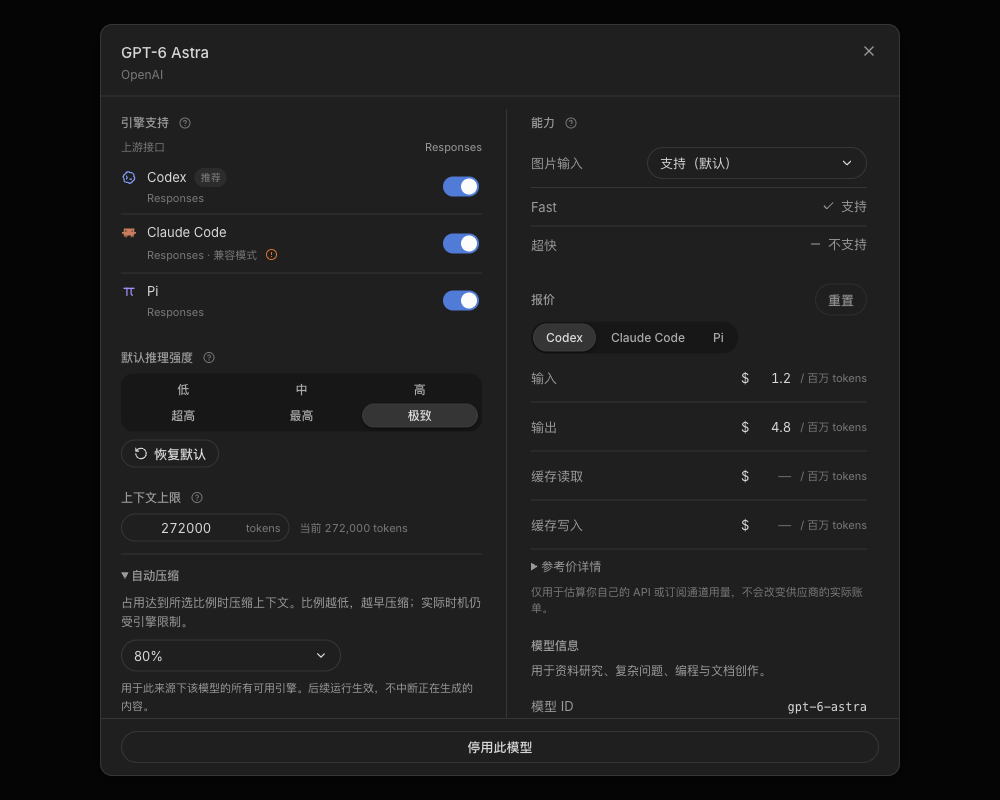 GPT-6 Astra
OpenAI
引擎支持
上游接口 Responses
Codex 推荐
Responses
Claude Code
Responses · 兼容模式
Pi
Responses
默认推理强度
低 中 高
超高 最高 极致
恢复默认
上下文上限
272000 tokens 当前 272,000 tokens
自动压缩
占用达到所选比例时压缩上下文。比例越低，越早压缩；实际时机仍
受引擎限制。
80%
用于此来源下该模型的所有可用引擎。后续运行生效，不中断正在生成的
内容。
能力
图片输入 支持（默认）
Fast 支持
超快 不支持
报价 重置
Codex Claude Code Pi
输入 $ 1.2 / 百万 tokens
输出 $ 4.8 / 百万 tokens
缓存读取 $ — / 百万 tokens
缓存写入 $ — / 百万 tokens
参考价详情
仅用于估算你自己的 API 或订阅通道用量，不会改变供应商的实际账
单。
模型信息
用于资料研究、复杂问题、编程与文档创作。
模型 ID gpt-6-astra
停用此模型